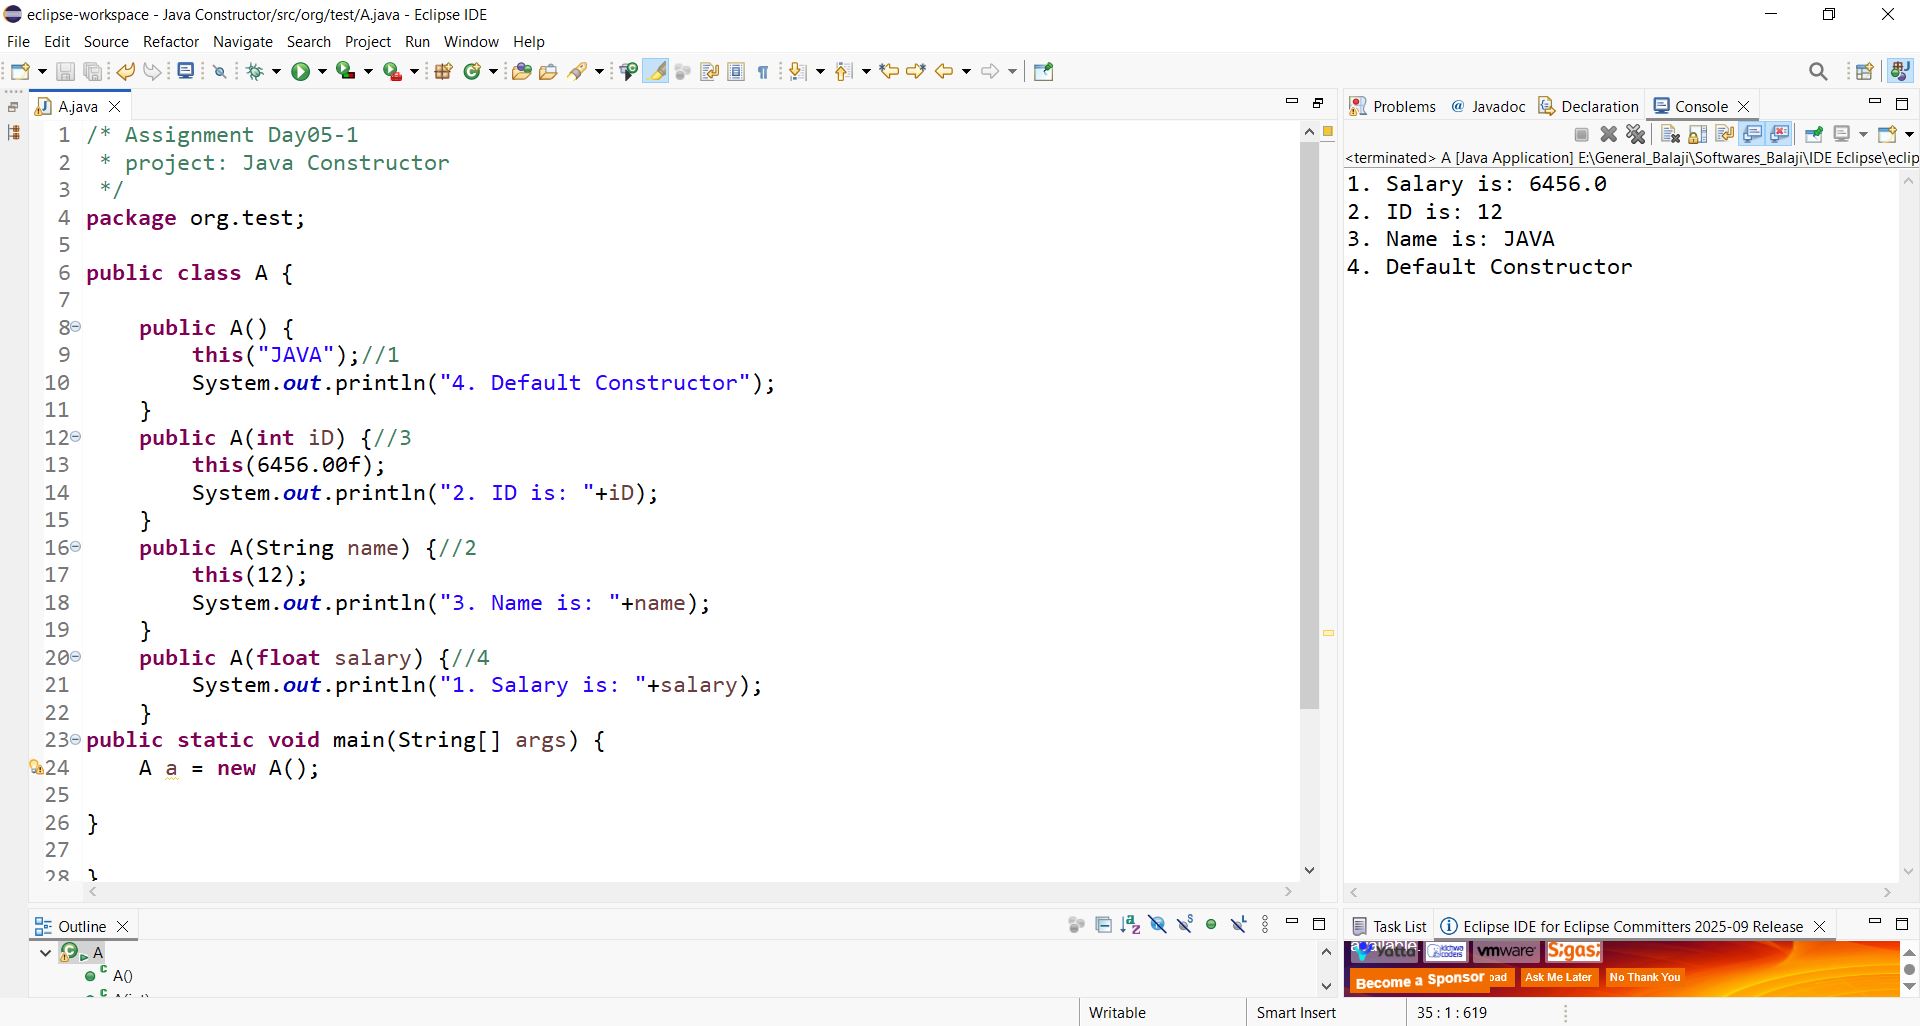 eclipse-workspace - Java Constructor/src/org/test/A.java - Eclipse IDE
File Edit Source Refactor Navigate Search Project Run Window Help
A.java
1 /* Assignment Day05-1
2 * project: Java Constructor
3 */
4 package org.test;
5
6 public class A {
7
8 public A() {
9 this("JAVA");//1
10 System.out.println("4. Default Constructor");
11 }
12 public A(int iD) {//3
13 this(6456.00f);
14 System.out.println("2. ID is: "+iD);
15 }
16 public A(String name) {//2
17 this(12);
18 System.out.println("3. Name is: "+name);
19 }
20 public A(float salary) {//4
21 System.out.println("1. Salary is: "+salary);
22 }
23 public static void main(String[] args) {
24 A a = new A();
25
26 }
27
28 }
Problems @ Javadoc Declaration Console
<terminated> A [Java Application] E:\General_Balaji\Softwares_Balaji\IDE Eclipse\eclip
1. Salary is: 6456.0
2. ID is: 12
3. Name is: JAVA
4. Default Constructor
Outline
A
A()
A(int)
Task List Eclipse IDE for Eclipse Committers 2025-09 Release
available.
yatta kichwa coders vmware Sigasi
Become a Sponsor oad Ask Me Later No Thank You
Writable Smart Insert 35 : 1 : 619